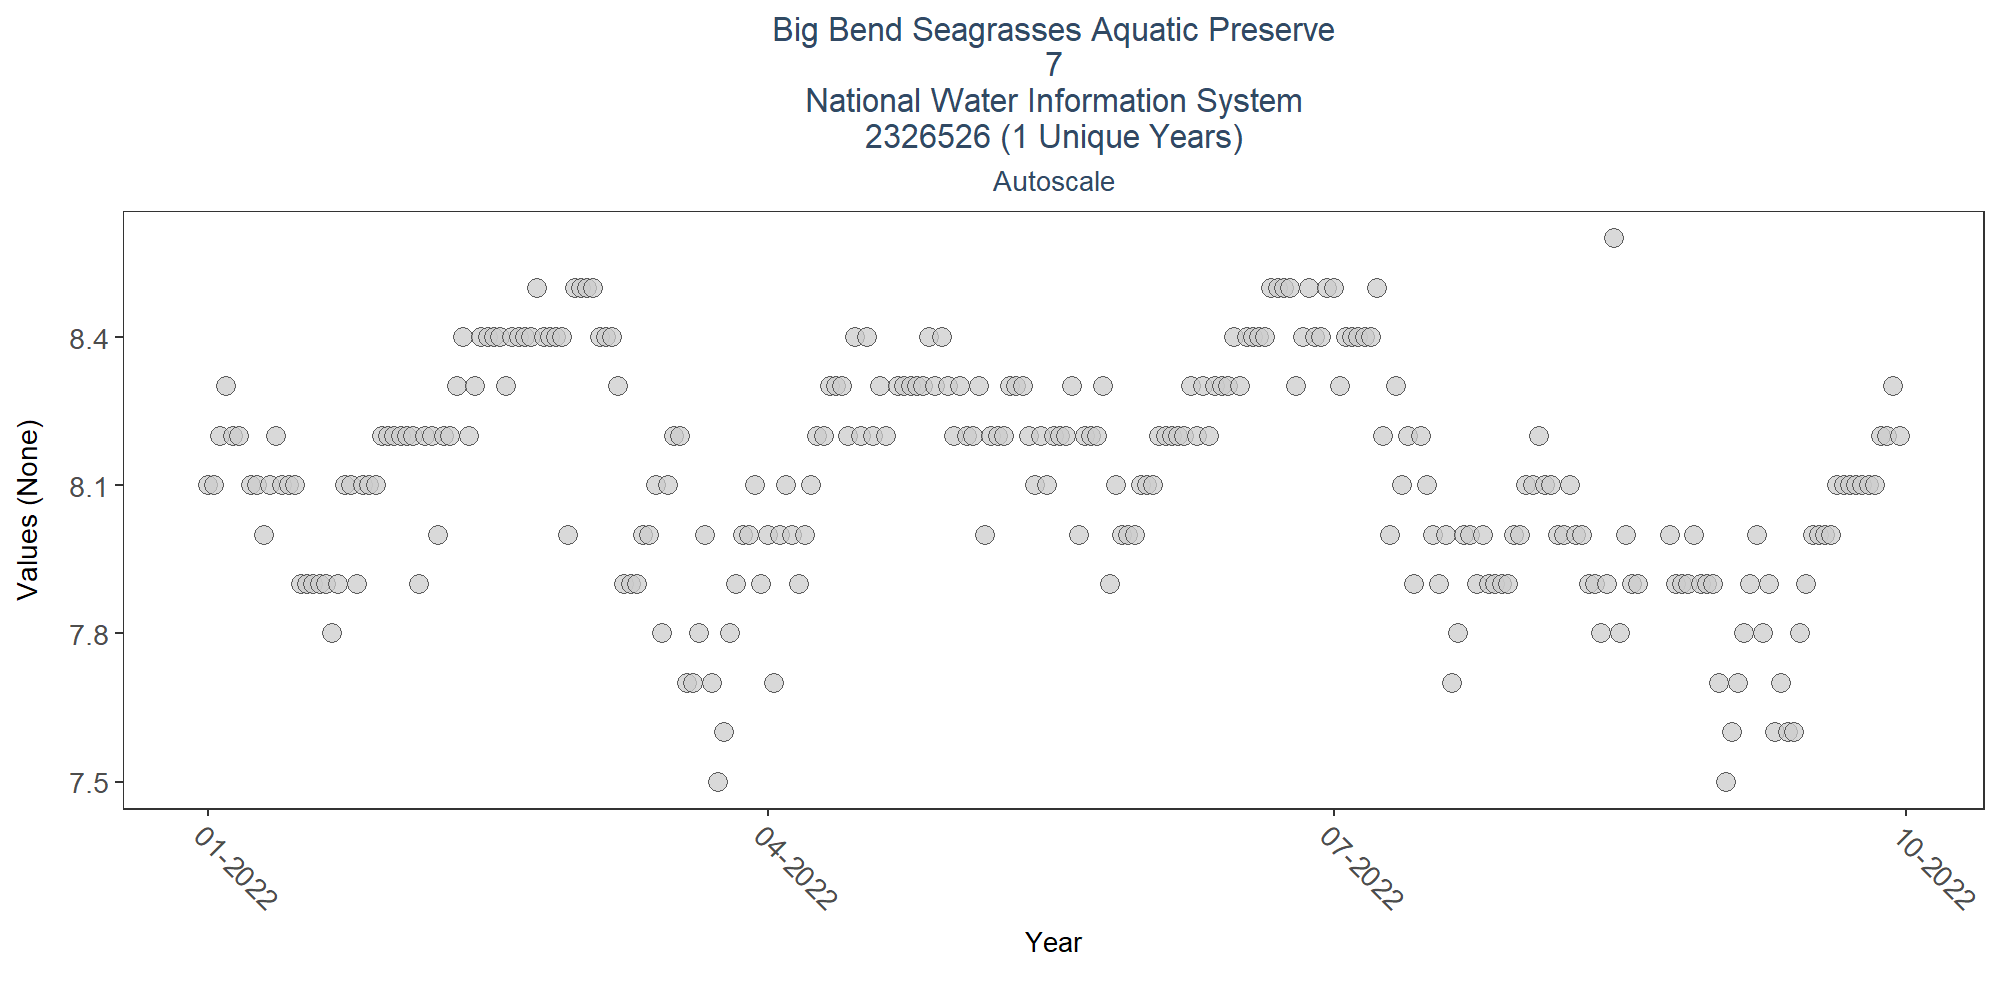 Big Bend Seagrasses Aquatic Preserve
7
National Water Information System
2326526 (1 Unique Years)
Autoscale
Values (None)
8.4
8.1
7.8
7.5
01-2022
04-2022
07-2022
10-2022
Year